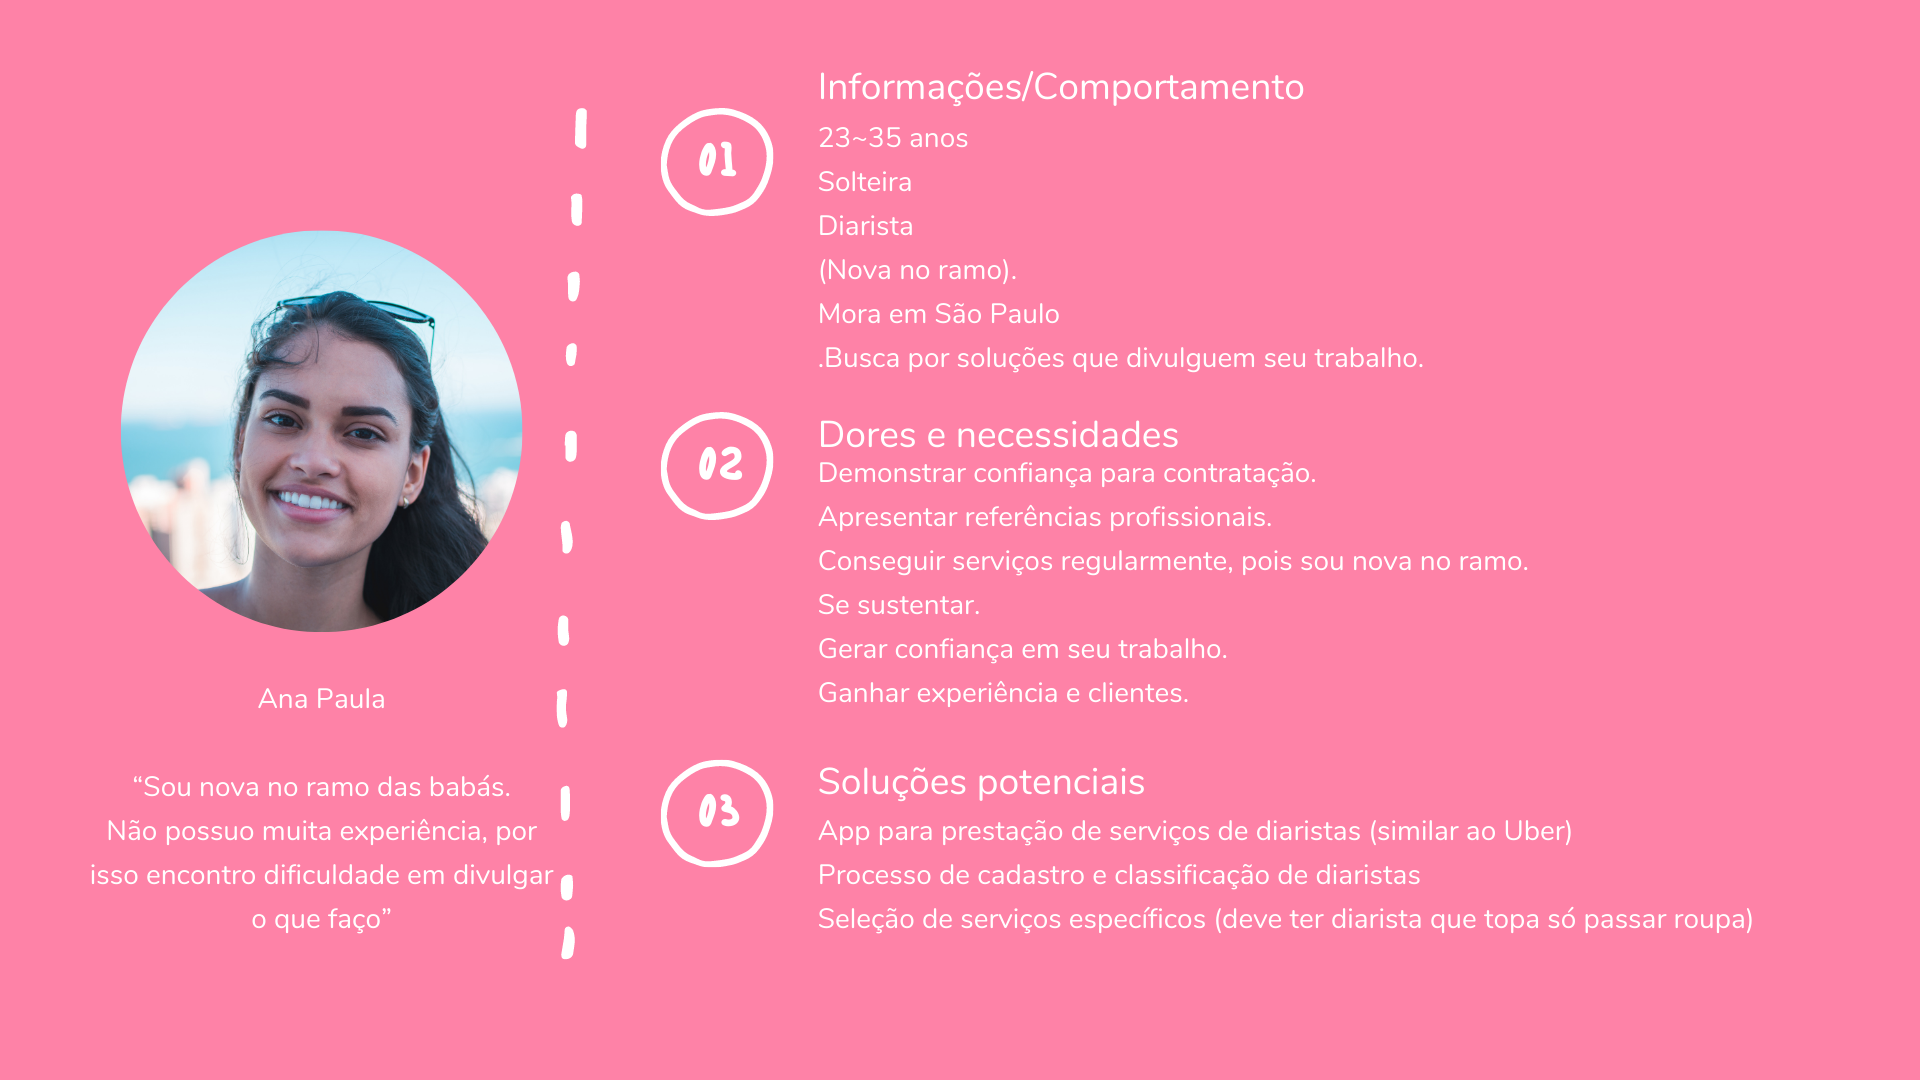 Ana Paula
“Sou nova no ramo das babás.
Não possuo muita experiência, por
isso encontro dificuldade em divulgar
o que faço”
01
Informações/Comportamento
23~35 anos
Solteira
Diarista
(Nova no ramo).
Mora em São Paulo
.Busca por soluções que divulguem seu trabalho.
02
Dores e necessidades
Demonstrar confiança para contratação.
Apresentar referências profissionais.
Conseguir serviços regularmente, pois sou nova no ramo.
Se sustentar.
Gerar confiança em seu trabalho.
Ganhar experiência e clientes.
03
Soluções potenciais
App para prestação de serviços de diaristas (similar ao Uber)
Processo de cadastro e classificação de diaristas
Seleção de serviços específicos (deve ter diarista que topa só passar roupa)